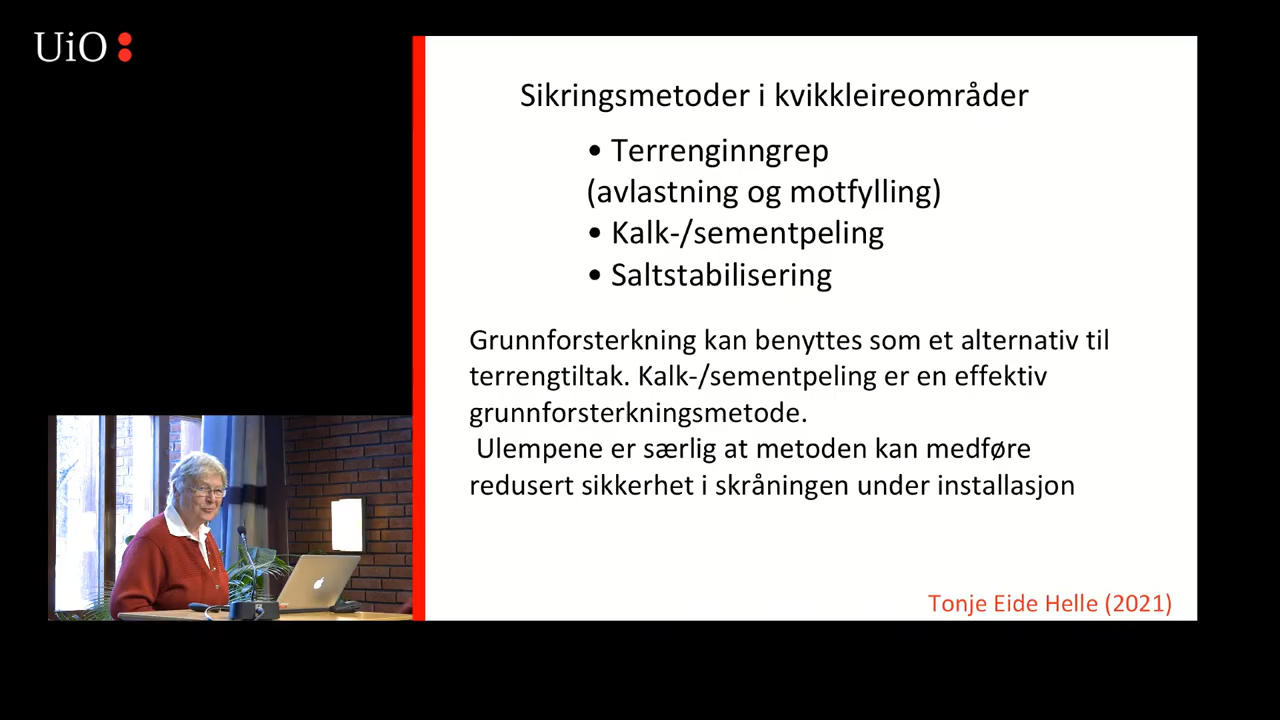 UiO
Sikringsmetoder i kvikkleireområder
• Terrenginngrep
(avlastning og motfylling)
• Kalk-/sementpeling
• Saltstabilisering
Grunnforsterkning kan benyttes som et alternativ til
terrengtiltak. Kalk-/sementpeling er en effektiv
grunnforsterkningsmetode.
Ulempene er særlig at metoden kan medføre
redusert sikkerhet i skråningen under installasjon
Tonje Eide Helle (2021)